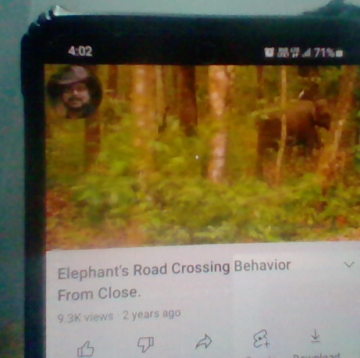 4:02
71%
Elephant's Road Crossing Behavior
From Close.
9.3K views · 2 years ago
Download